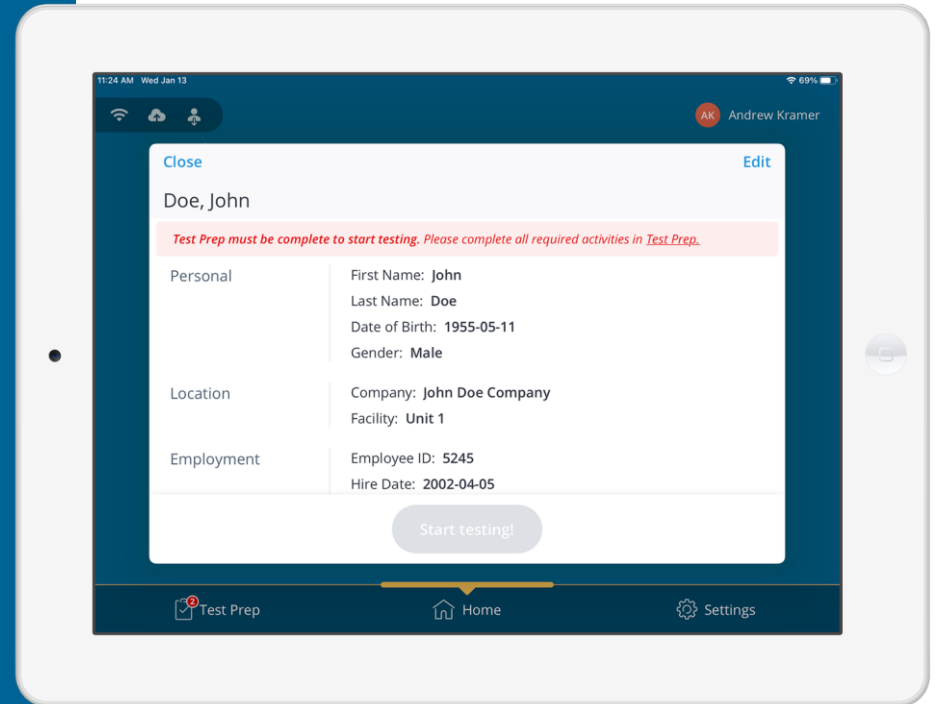 11:24 AM Wed Jan 13 69%
AK Andrew Kramer
Close Edit
Doe, John
Test Prep must be complete to start testing. Please complete all required activities in Test Prep.
Personal First Name: John
Last Name: Doe
Date of Birth: 1955-05-11
Gender: Male
Location Company: John Doe Company
Facility: Unit 1
Employment Employee ID: 5245
Hire Date: 2002-04-05
Start testing!
2 Test Prep Home Settings